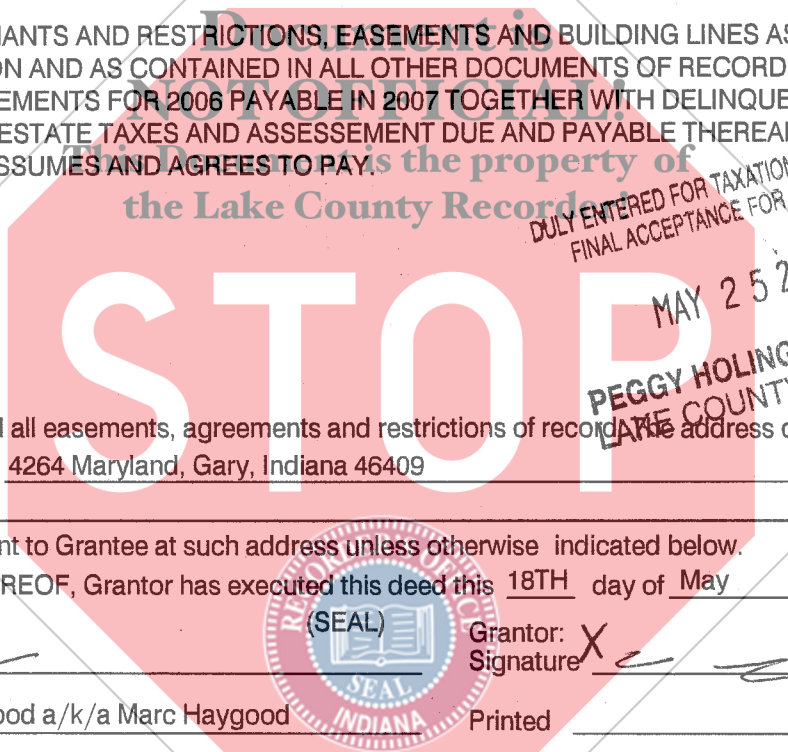 Document is
ANTS AND RESTRICTIONS, EASEMENTS AND BUILDING LINES AS
ON AND AS CONTAINED IN ALL OTHER DOCUMENTS OF RECORD
NOT OFFICIAL!
EMENTS FOR 2006 PAYABLE IN 2007 TOGETHER WITH DELINQUE
ESTATE TAXES AND ASSESSEMENT DUE AND PAYABLE THEREA
SSUMES AND AGREES TO PAY.
This Document is the property of
the Lake County Recorder!
DULY ENTERED FOR TAXATION
FINAL ACCEPTANCE FOR
MAY 25 2
PEGGY HOLING
LAKE COUNTY
STOP
all easements, agreements and restrictions of record. The address o
4264 Maryland, Gary, Indiana 46409
nt to Grantee at such address unless otherwise indicated below.
REOF, Grantor has executed this deed this 18TH day of May
(SEAL)
Grantor:
Signature X
RECORDER'S OFFICE
SEAL
INDIANA
ood a/k/a Marc Haygood
Printed